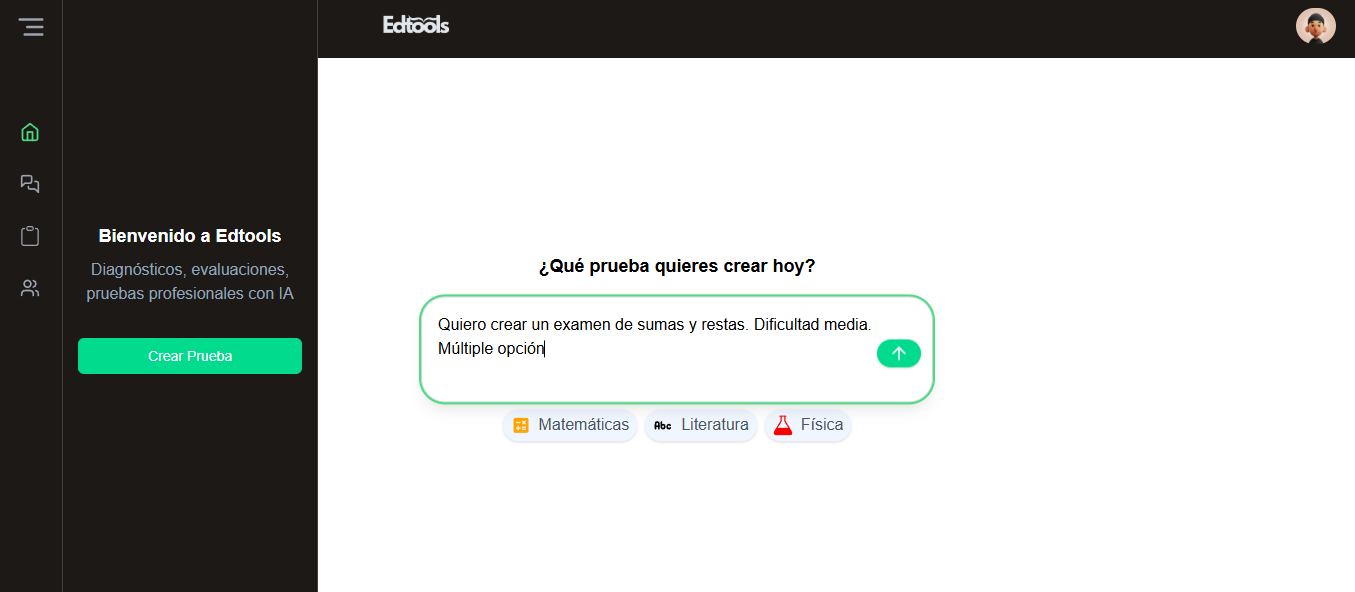 Edtools
Bienvenido a Edtools
Diagnósticos, evaluaciones,
pruebas profesionales con IA
Crear Prueba
¿Qué prueba quieres crear hoy?
Quiero crear un examen de sumas y restas. Dificultad media.
Múltiple opción
Matemáticas
Abc Literatura
Física